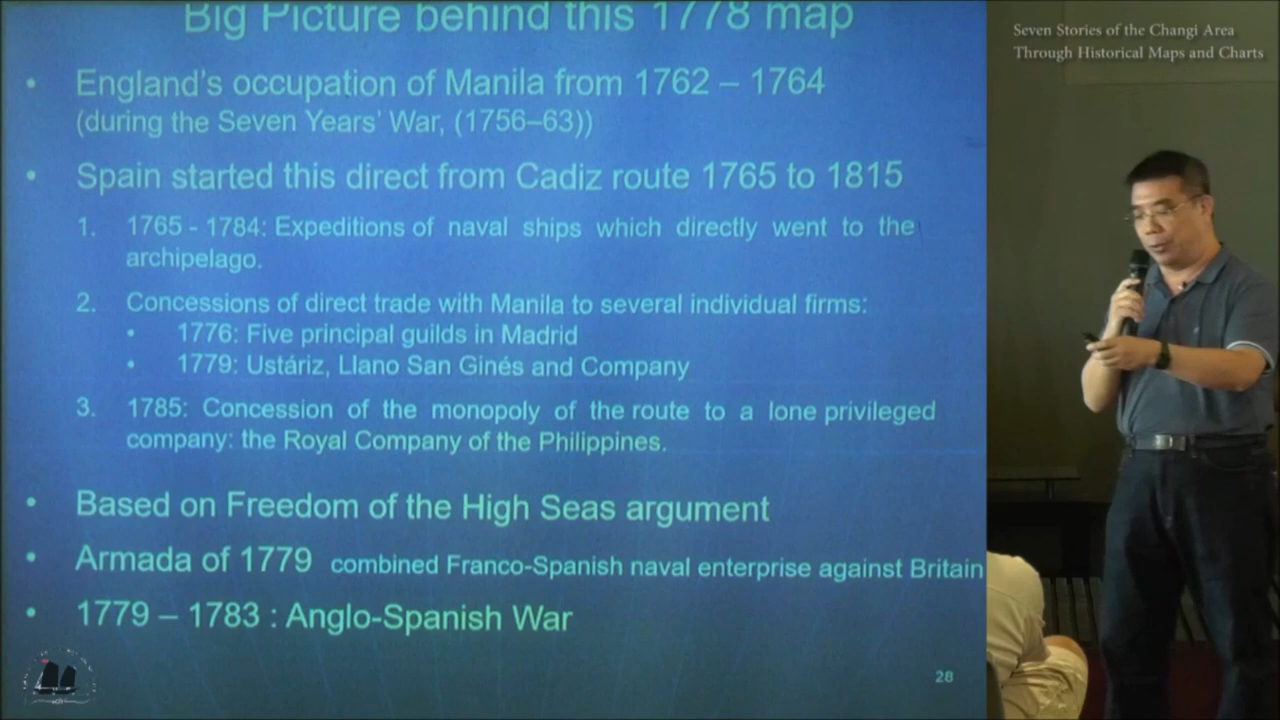 Big Picture behind this 1778 map
Seven Stories of the Changi Area
Through Historical Maps and Charts
• England's occupation of Manila from 1762 – 1764
(during the Seven Years' War, (1756–63))
• Spain started this direct from Cadiz route 1765 to 1815
1. 1765 - 1784: Expeditions of naval ships which directly went to the
archipelago.
2. Concessions of direct trade with Manila to several individual firms:
• 1776: Five principal guilds in Madrid
• 1779: Ustáriz, Llano San Ginés and Company
3. 1785: Concession of the monopoly of the route to a lone privileged
company: the Royal Company of the Philippines.
• Based on Freedom of the High Seas argument
• Armada of 1779 combined Franco-Spanish naval enterprise against Britain
• 1779 – 1783 : Anglo-Spanish War
28